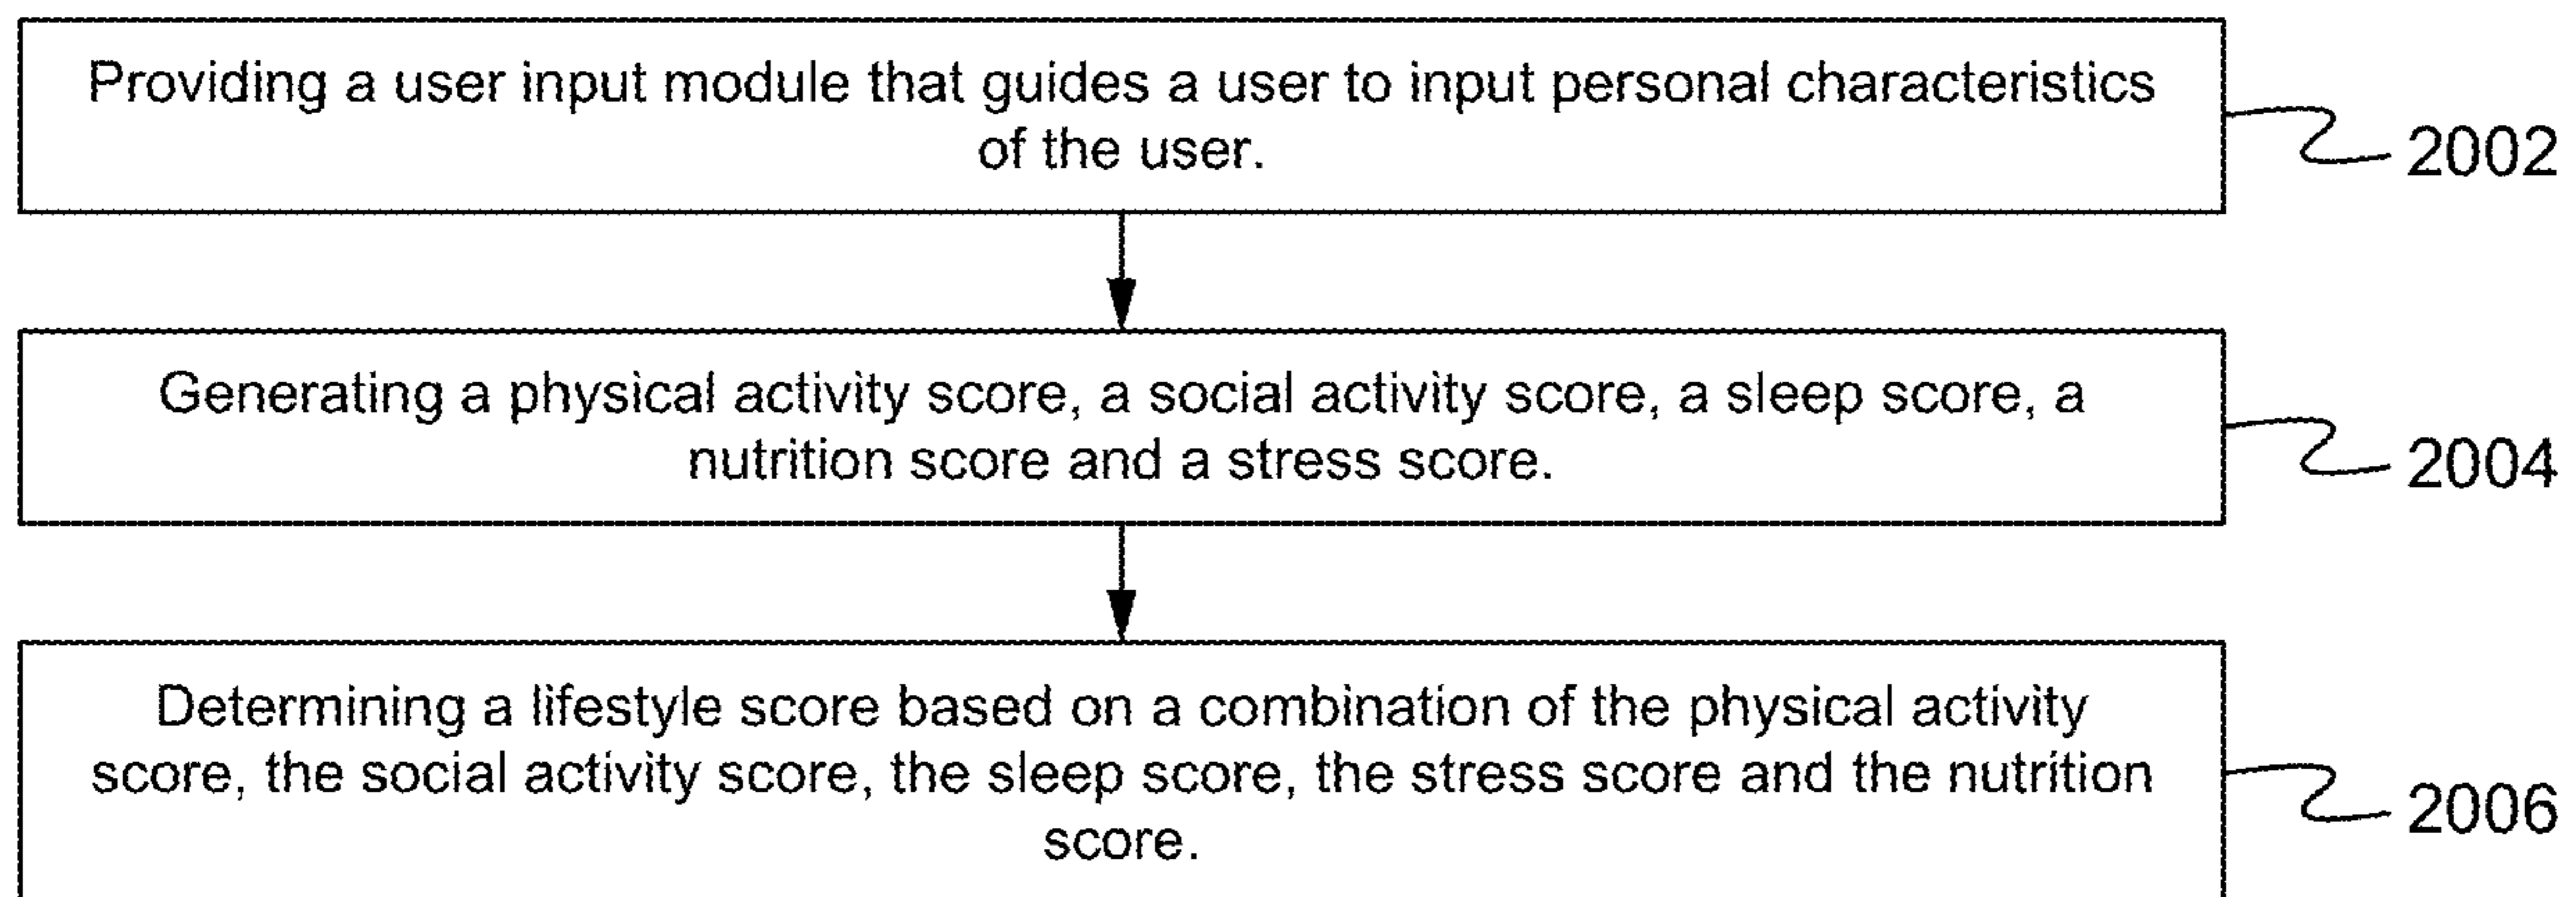 Providing a user input module that guides a user to input personal characteristics
of the user.
2002
Generating a physical activity score, a social activity score, a sleep score, a
nutrition score and a stress score.
2004
Determining a lifestyle score based on a combination of the physical activity
score, the social activity score, the sleep score, the stress score and the nutrition
score.
2006